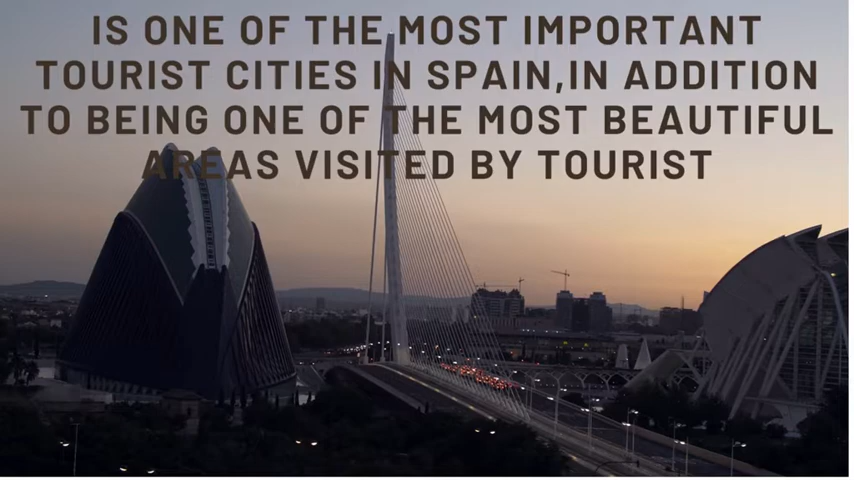 IS ONE OF THE MOST IMPORTANT
TOURIST CITIES IN SPAIN,IN ADDITION
TO BEING ONE OF THE MOST BEAUTIFUL
AREAS VISITED BY TOURIST